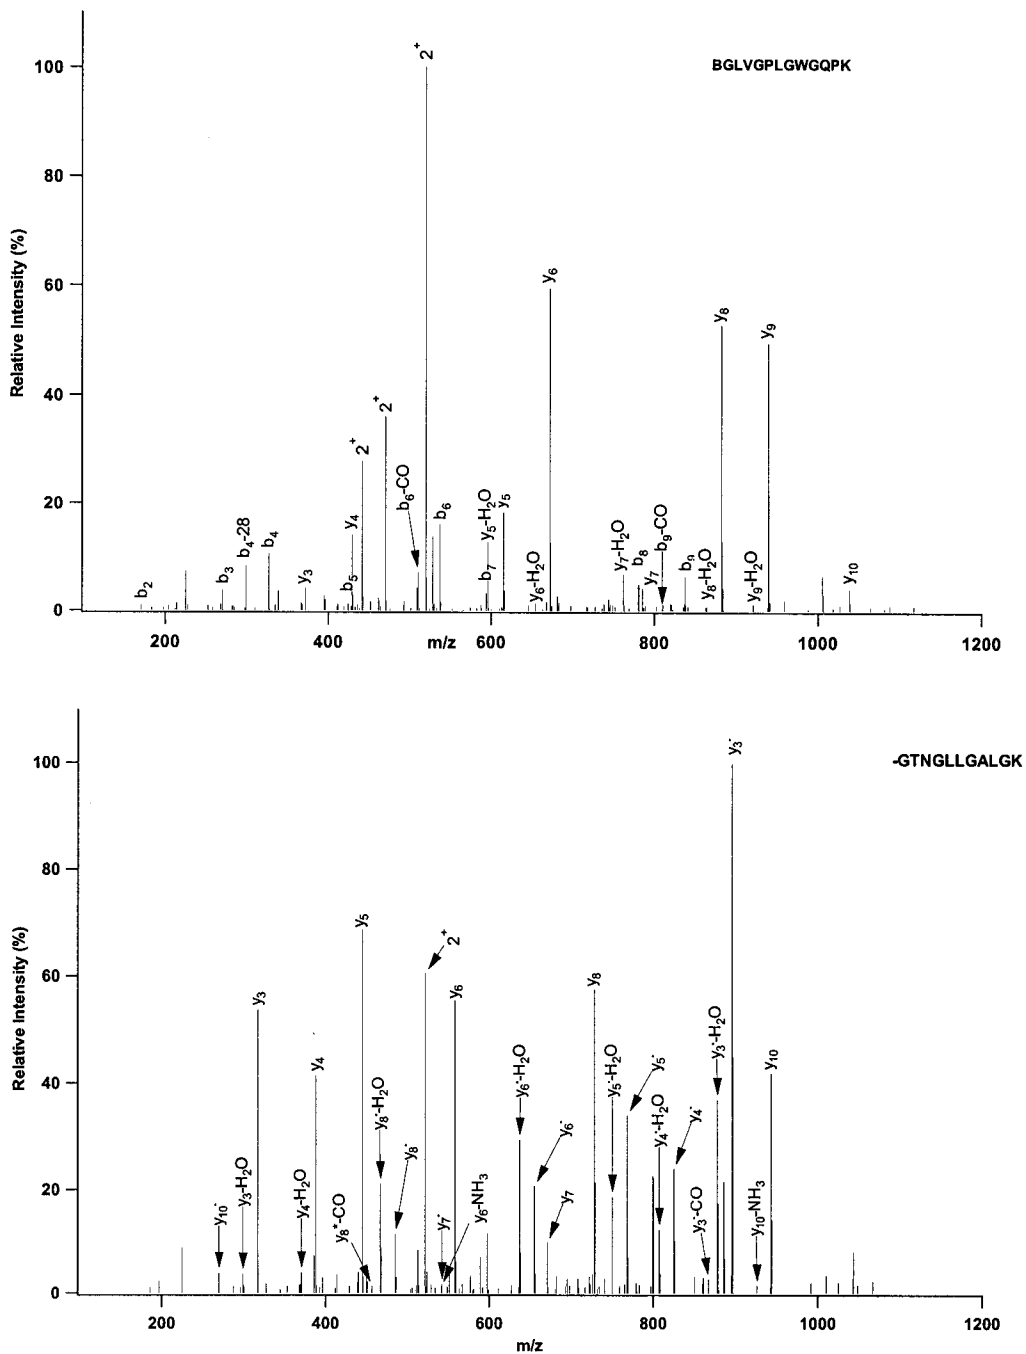 BGLVGPLGWGQPK
Relative Intensity (%)
100
80
60
40
20
0
2+
2+
2+
b6-CO
y4
b6
y5-H2O
y5
y6
y8
y9
b4-28
b4
b3
b2
y3
b5
b7
y6-H2O
y7-H2O
b8
y7
b9-CO
b9
y8-H2O
y9-H2O
y10
200
400
m/z
600
800
1000
1200
-GTNGLLGALGK
Relative Intensity (%)
100
80
60
40
20
0
y10·
y3-H2O
y3
y4-H2O
y4
y8*-CO
y5
y8·-H2O
y8·
2+
y7·
y6
y6-NH3
y6·-H2O
y6·
y7
y8
y5·-H2O
y5·
y4·-H2O
y4·
y3·-CO
y3·-H2O
y3·
y10-NH3
y10
200
400
600
800
1000
1200
m/z